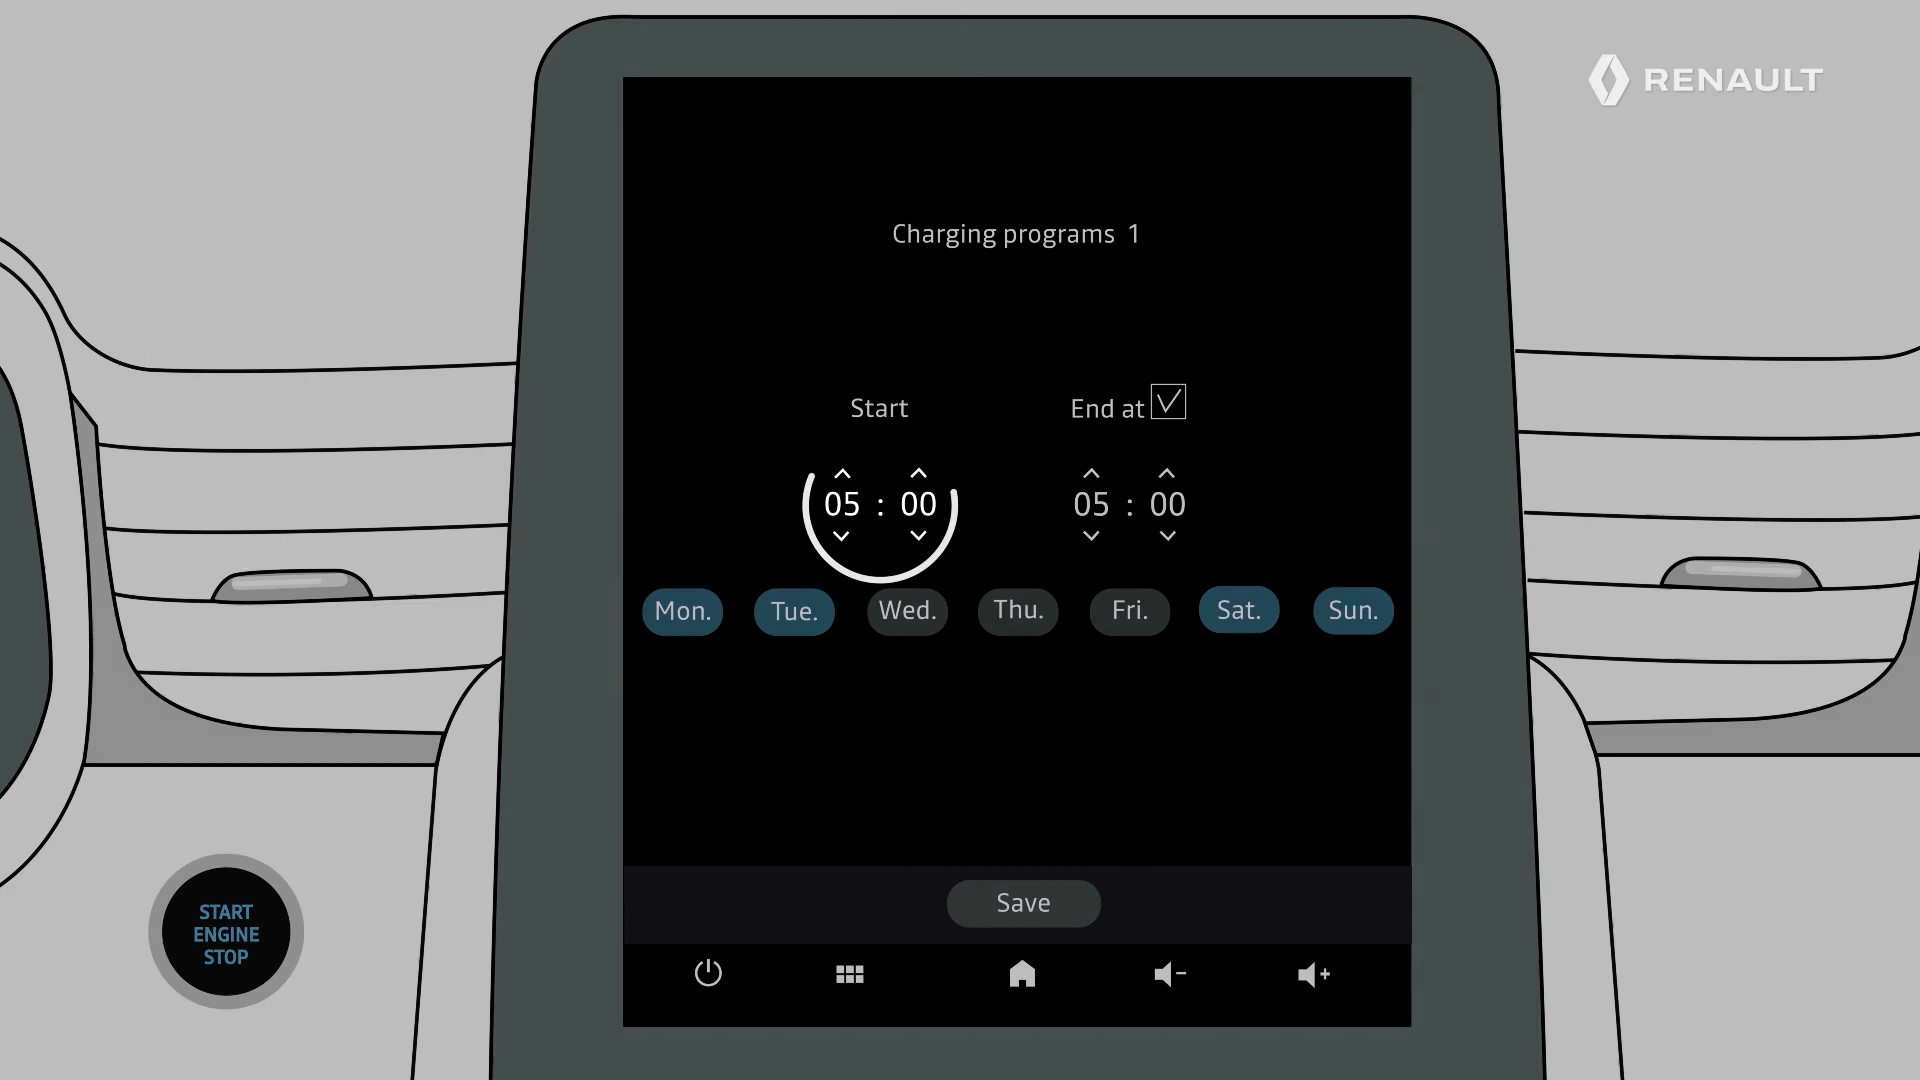 RENAULT
Charging programs 1
Start End at
05 : 00 05 : 00
Mon. Tue. Wed. Thu. Fri. Sat. Sun.
Save
START
ENGINE
STOP